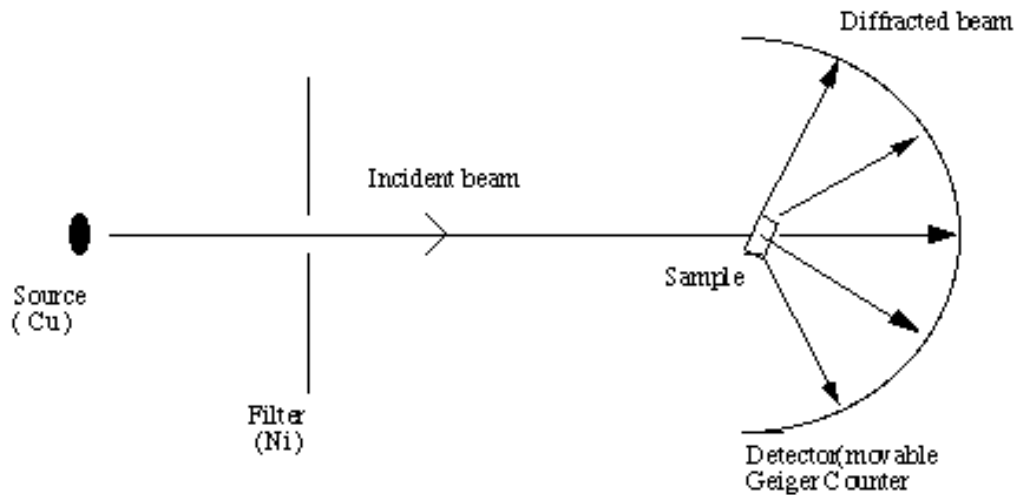 Diffracted beam
Incident beam
Sample
Source
( Cu )
Filter
(Ni)
Detector(movable
Geiger Counter